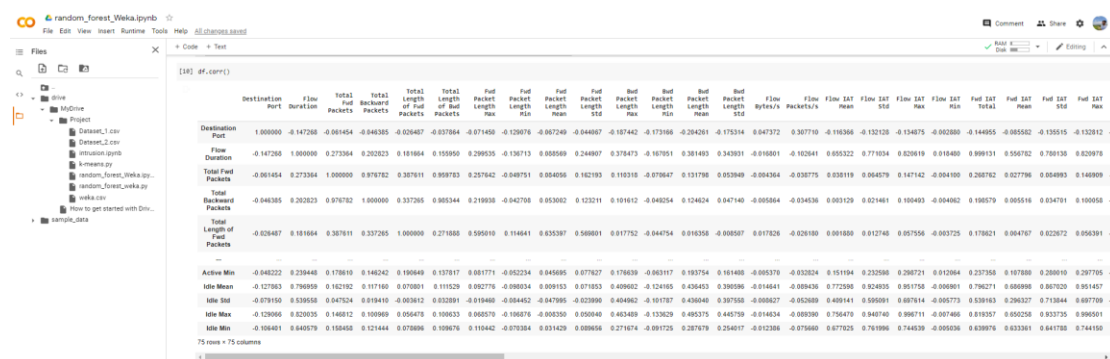 random_forest_Weka.ipynb
Comment Share
File Edit View Insert Runtime Tools Help All changes saved
Files
+ Code + Text
RAM
Disk
Editing
..
drive
MyDrive
Project
Dataset_1.csv
Dataset_2.csv
intrusion.ipynb
k-means.py
random_forest_Weka.ipy...
random_forest_weka.py
weka.csv
How to get started with Driv...
sample_data
[10] df.corr()
Destination Port
Flow Duration
Total Fwd Packets
Total Backward Packets
Total Length of Fwd Packets
Total Length of Bwd Packets
Fwd Packet Length Max
Fwd Packet Length Min
Fwd Packet Length Mean
Fwd Packet Length Std
Bwd Packet Length Max
Bwd Packet Length Min
Bwd Packet Length Mean
Bwd Packet Length Std
Flow Bytes/s
Flow Packets/s
Flow IAT Mean
Flow IAT Std
Flow IAT Max
Flow IAT Min
Fwd IAT Total
Fwd IAT Mean
Fwd IAT Std
Fwd IAT Max
Destination Port 1.000000 -0.147268 -0.061454 -0.046385 -0.026487 -0.037864 -0.071450 -0.129076 -0.067249 -0.044067 -0.187442 -0.173166 -0.204261 -0.175314 0.047372 0.307710 -0.116366 -0.132128 -0.134875 -0.002880 -0.144955 -0.085582 -0.135515 -0.132812
Flow Duration -0.147268 1.000000 0.273364 0.202823 0.181664 0.155950 0.299535 -0.136713 0.088569 0.244907 0.378473 -0.167051 0.381493 0.343931 -0.016801 -0.102641 0.655322 0.771034 0.820619 0.018480 0.999131 0.556782 0.780138 0.820978
Total Fwd Packets -0.061454 0.273364 1.000000 0.976782 0.387611 0.959783 0.257642 -0.049751 0.084056 0.162193 0.110318 -0.070647 0.131798 0.053949 -0.004364 -0.038775 0.038119 0.064579 0.147142 -0.004100 0.268762 0.027796 0.084993 0.146909
Total Backward Packets -0.046385 0.202823 0.976782 1.000000 0.337265 0.985344 0.219938 -0.042708 0.053002 0.123211 0.101612 -0.049254 0.124624 0.047140 -0.005864 -0.034536 0.003129 0.021461 0.100493 -0.004062 0.198579 0.005516 0.034701 0.100058
Total Length of Fwd Packets -0.026487 0.181664 0.387611 0.337265 1.000000 0.271888 0.595010 0.114641 0.635397 0.569801 0.017752 -0.044754 0.016358 -0.008507 0.017826 -0.026180 0.001880 0.012748 0.057556 -0.003725 0.178621 0.004767 0.022672 0.056391
...
Active Min -0.048222 0.239448 0.178610 0.146242 0.190649 0.137817 0.081771 -0.052234 0.045695 0.077627 0.176639 -0.063117 0.193754 0.161408 -0.005370 -0.032824 0.151194 0.232598 0.298721 0.012064 0.237358 0.107880 0.288010 0.297705
Idle Mean -0.127863 0.796959 0.162192 0.117160 0.070801 0.111529 0.092776 -0.098034 0.009153 0.071853 0.409602 -0.124165 0.436453 0.390596 -0.014641 -0.089436 0.772598 0.924935 0.951758 -0.006901 0.796271 0.686998 0.867020 0.951457
Idle Std -0.079150 0.539558 0.047524 0.019410 -0.003612 0.032891 -0.019460 -0.084452 -0.047995 -0.023890 0.404962 -0.101787 0.436040 0.397558 -0.008627 -0.052689 0.409141 0.595091 0.697614 -0.005773 0.539163 0.296327 0.713844 0.697709
Idle Max -0.129066 0.820035 0.146812 0.100969 0.056478 0.100633 0.068570 -0.106876 -0.008350 0.050040 0.463489 -0.133629 0.495375 0.445759 -0.014634 -0.089390 0.756470 0.940740 0.996711 -0.007466 0.819357 0.650258 0.933735 0.996501
Idle Min -0.106401 0.640579 0.158458 0.121444 0.078696 0.109676 0.110442 -0.070384 0.031429 0.089656 0.271674 -0.091725 0.287679 0.254017 -0.012386 -0.075660 0.677025 0.761996 0.744539 -0.005036 0.639976 0.633361 0.641788 0.744150
75 rows × 75 columns